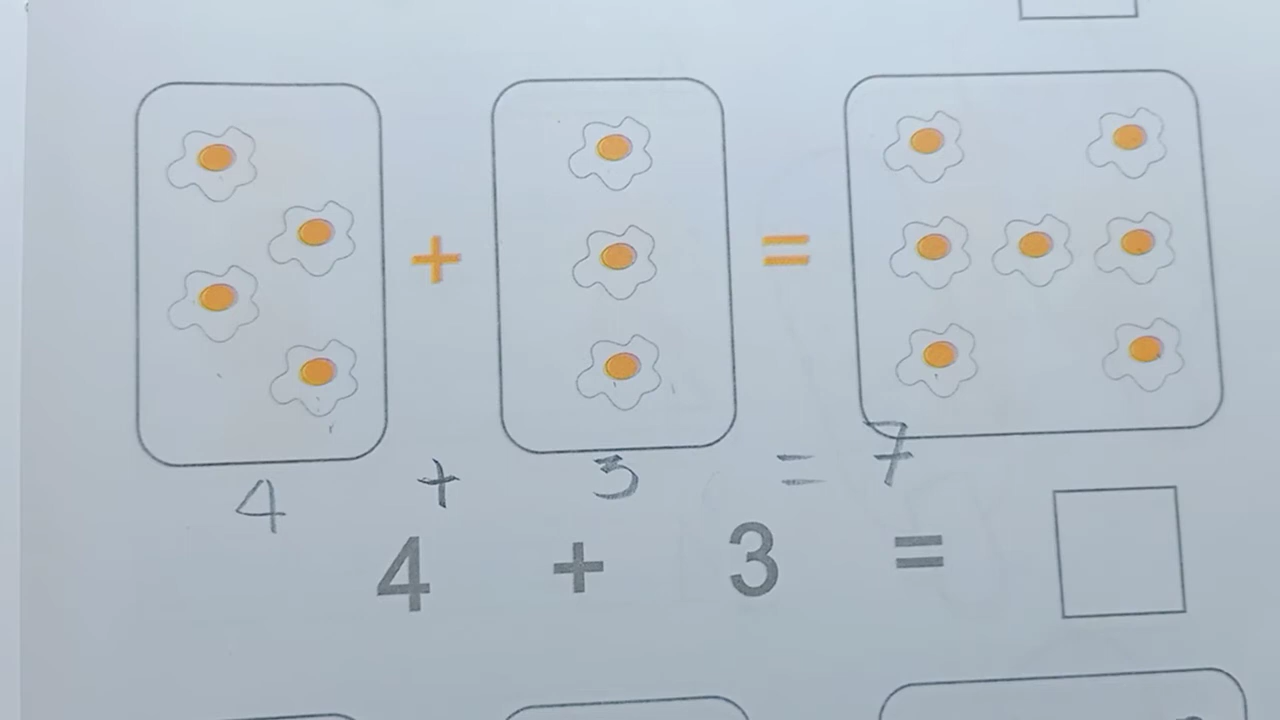 + =
4 + 3 = 7
4 + 3 =